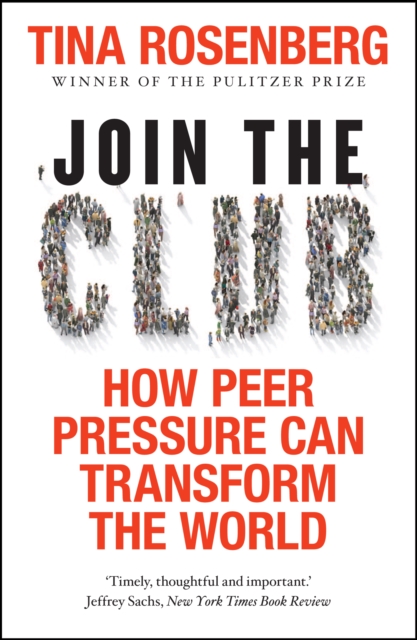 TINA ROSENBERG
WINNER OF THE PULITZER PRIZE
JOIN THE
CLUB
HOW PEER
PRESSURE CAN
TRANSFORM
THE WORLD
‘Timely, thoughtful and important.’
Jeffrey Sachs, New York Times Book Review